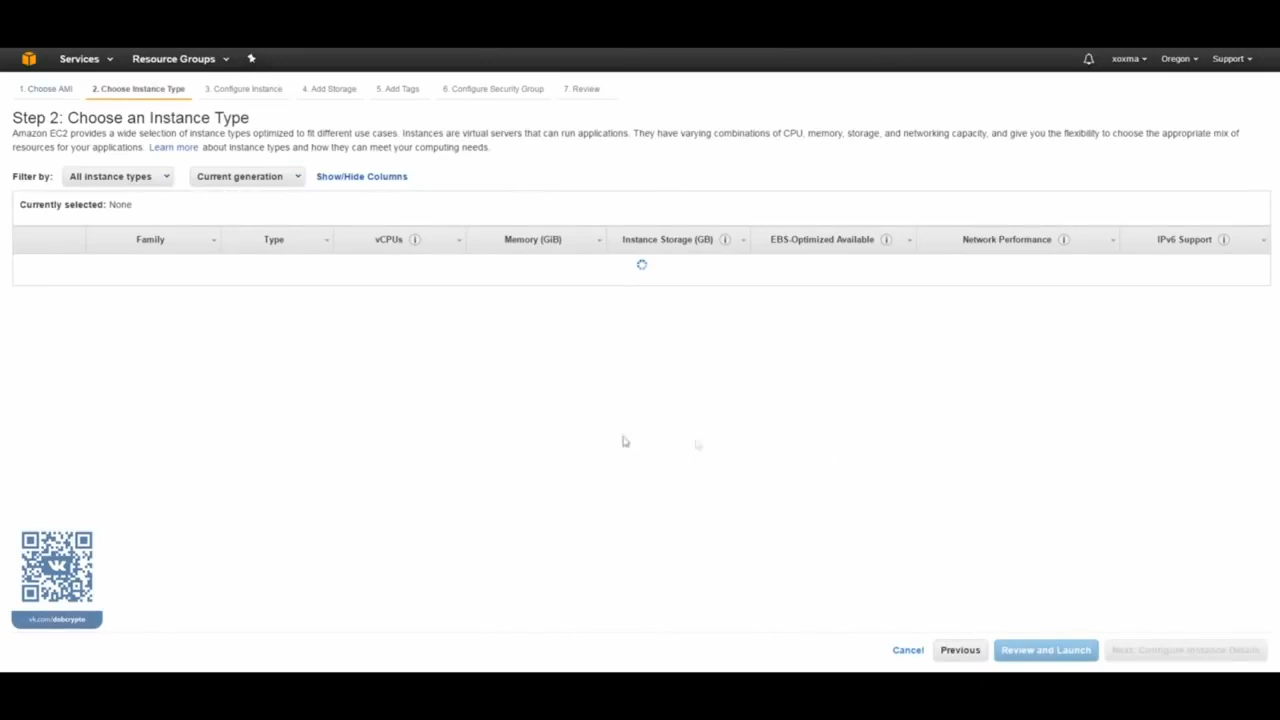 Services
Resource Groups
xoxma
Oregon
Support
1. Choose AMI
2. Choose Instance Type
3. Configure Instance
4. Add Storage
5. Add Tags
6. Configure Security Group
7. Review
Step 2: Choose an Instance Type
Amazon EC2 provides a wide selection of instance types optimized to fit different use cases. Instances are virtual servers that can run applications. They have varying combinations of CPU, memory, storage, and networking capacity, and give you the flexibility to choose the appropriate mix of
resources for your applications. Learn more about instance types and how they can meet your computing needs.
Filter by: All instance types Current generation Show/Hide Columns
Currently selected: None
Family
Type
vCPUs
Memory (GiB)
Instance Storage (GB)
EBS-Optimized Available
Network Performance
IPv6 Support
vk.com/dobcrypto
Cancel
Previous
Review and Launch
Next: Configure Instance Details